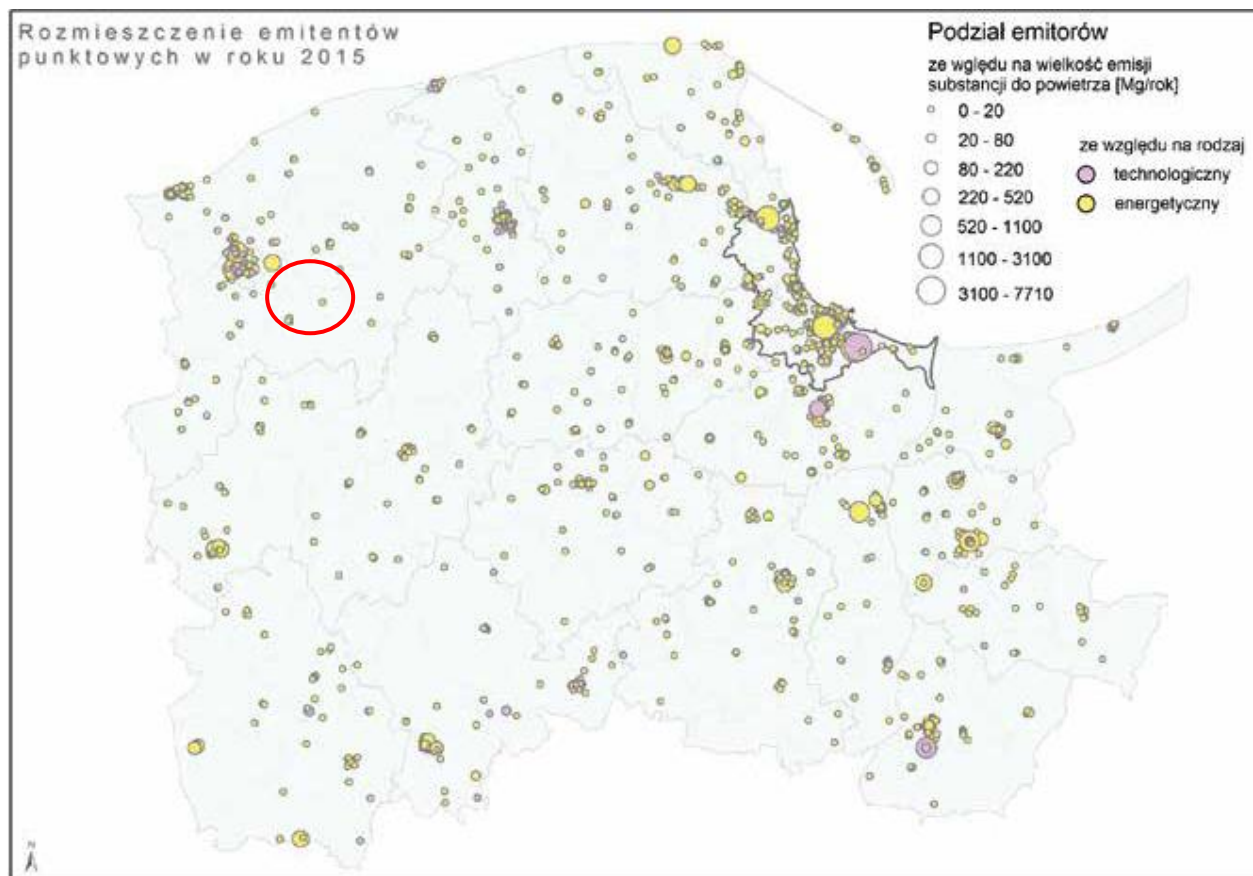 Rozmieszczenie emitentów
punktowych w roku 2015
Podział emitorów
ze wględu na wielkość emisji
substancji do powietrza [Mg/rok]
0 - 20
20 - 80
80 - 220
220 - 520
520 - 1100
1100 - 3100
3100 - 7710
ze względu na rodzaj
technologiczny
energetyczny
N